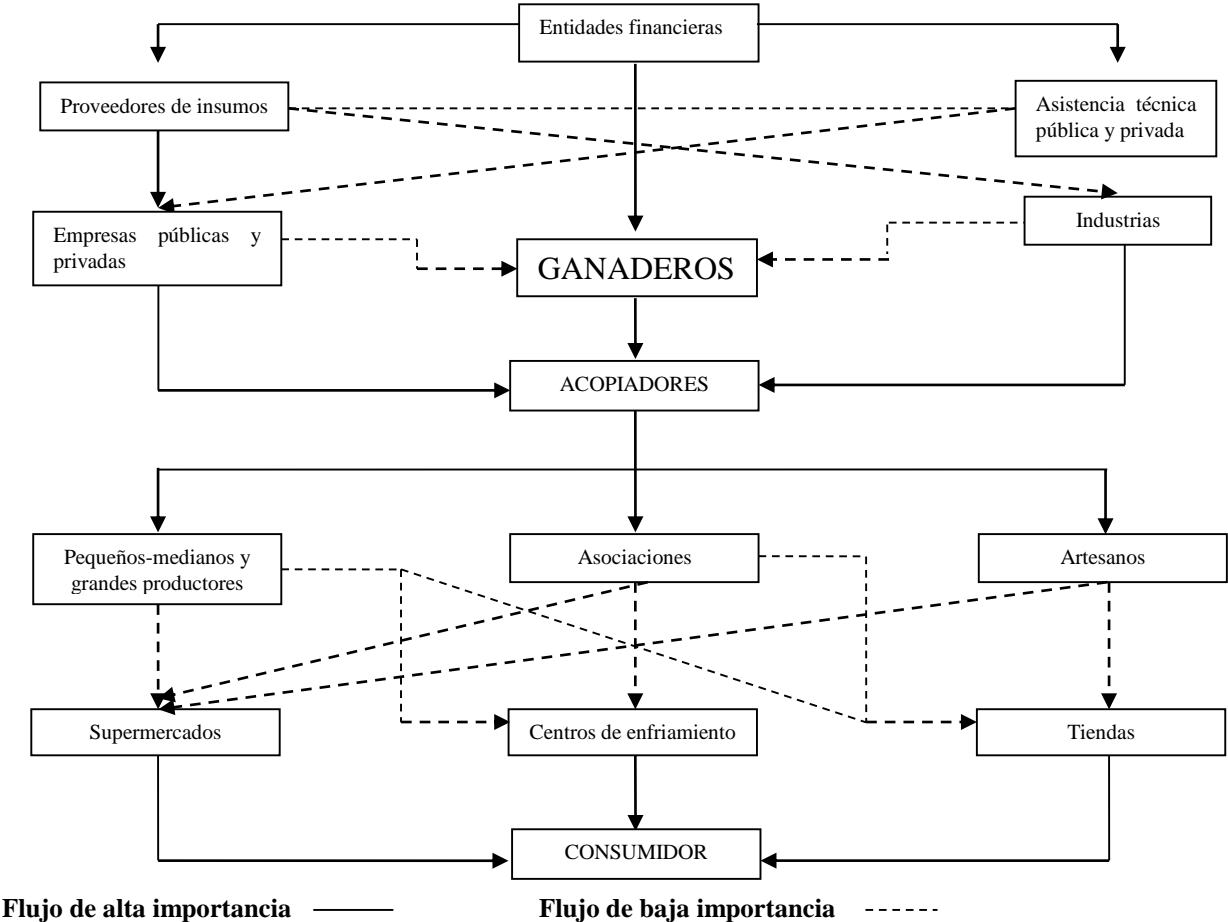 Entidades financieras
Proveedores de insumos
Asistencia técnica
pública y privada
Empresas públicas y
privadas
Industrias
GANADEROS
ACOPIADORES
Pequeños-medianos y
grandes productores
Asociaciones
Artesanos
Supermercados
Centros de enfriamiento
Tiendas
CONSUMIDOR
Flujo de alta importancia
Flujo de baja importancia